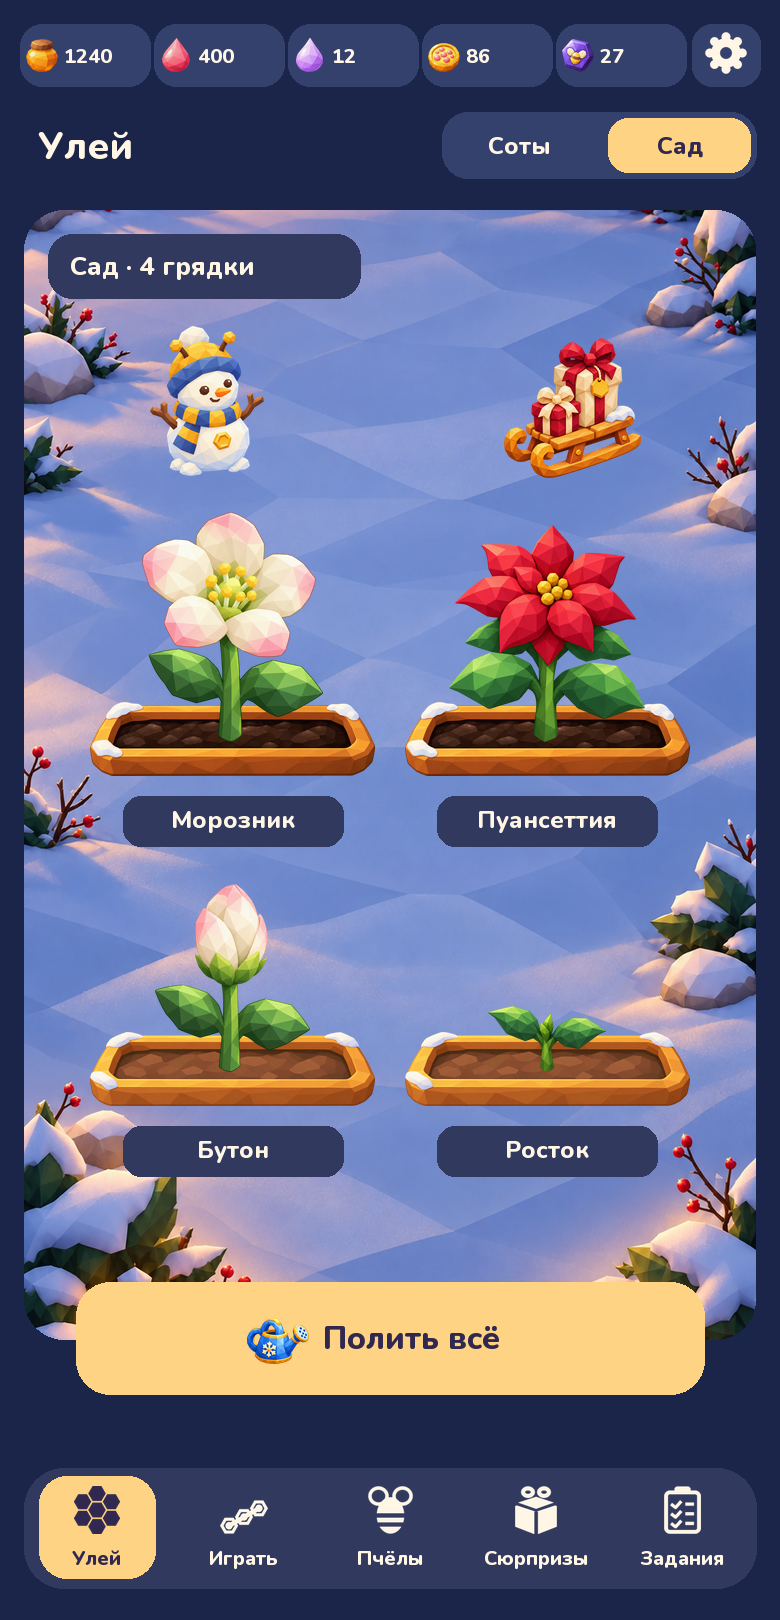 1240 400 12 86 27
Улей
Соты Сад
Сад · 4 грядки
Морозник Пуансеттия
Бутон Росток
Полить всё
Улей Играть Пчёлы Сюрпризы Задания